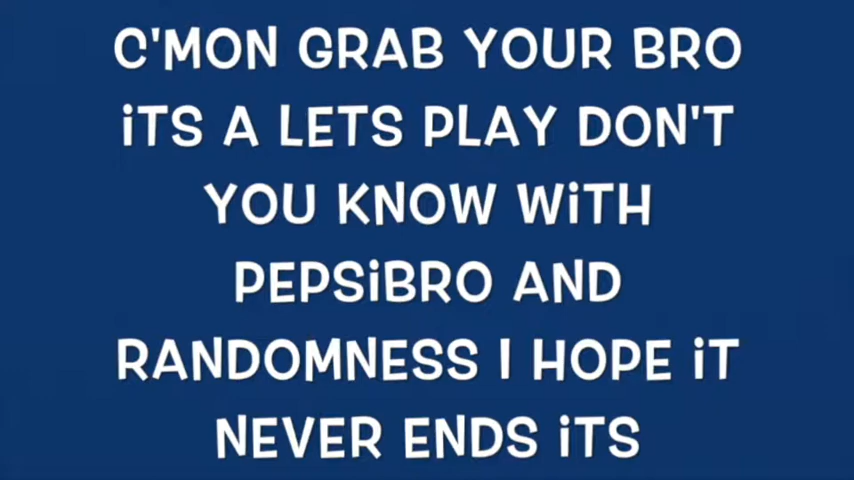 C'MON GRAB YOUR BRO
iTS A LETS PLAY DON'T
YOU KNOW WiTH
PEPSiBRO AND
RANDOMNESS I HOPE iT
NEVER ENDS iTS